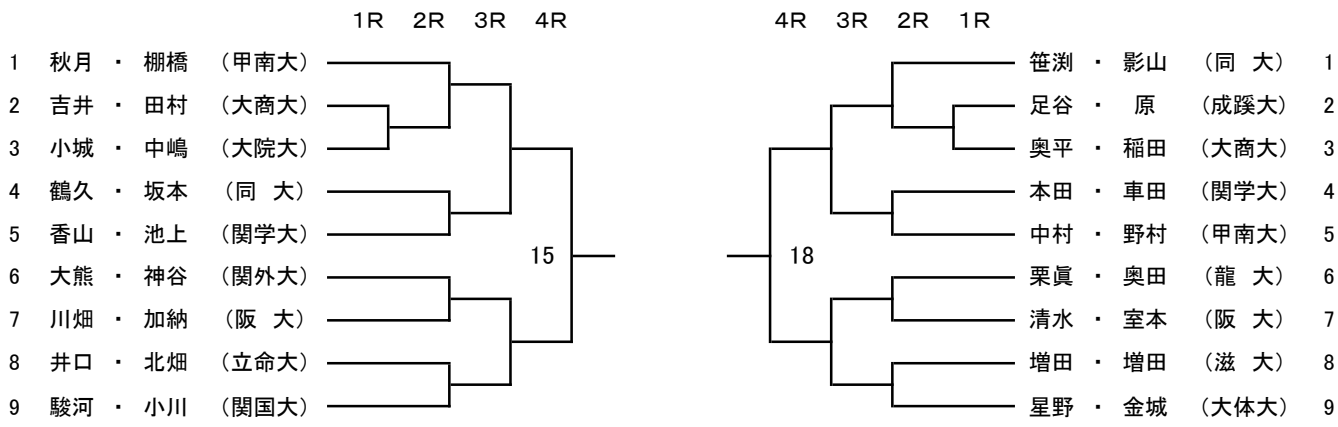 1R 2R 3R 4R 4R 3R 2R 1R
1 秋月 ・ 棚橋 (甲南大) 笹渕 ・ 影山 (同 大) 1
2 吉井 ・ 田村 (大商大) 足谷 ・ 原 (成蹊大) 2
3 小城 ・ 中嶋 (大院大) 奥平 ・ 稲田 (大商大) 3
4 鶴久 ・ 坂本 (同 大) 本田 ・ 車田 (関学大) 4
5 香山 ・ 池上 (関学大) 中村 ・ 野村 (甲南大) 5
15 18
6 大熊 ・ 神谷 (関外大) 栗眞 ・ 奥田 (龍 大) 6
7 川畑 ・ 加納 (阪 大) 清水 ・ 室本 (阪 大) 7
8 井口 ・ 北畑 (立命大) 増田 ・ 増田 (滋 大) 8
9 駿河 ・ 小川 (関国大) 星野 ・ 金城 (大体大) 9